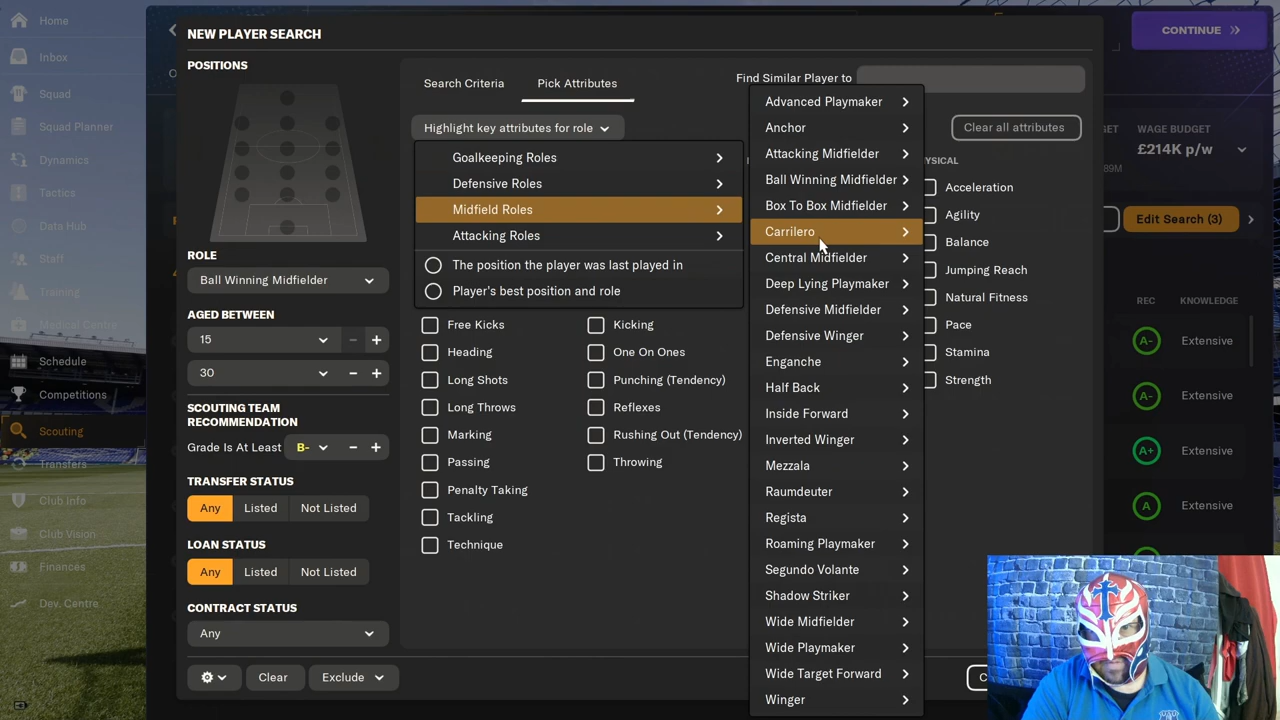 Home
Inbox
Squad
Squad Planner
Dynamics
Tactics
Data Hub
Staff
Training
Medical Centre
Schedule
Competitions
Scouting
Transfers
Club Info
Club Vision
Finances
Dev. Centre
NEW PLAYER SEARCH
POSITIONS
ROLE
Ball Winning Midfielder
AGED BETWEEN
15
30
SCOUTING TEAM
RECOMMENDATION
Grade Is At Least B-
TRANSFER STATUS
Any Listed Not Listed
LOAN STATUS
Any Listed Not Listed
CONTRACT STATUS
Any
Clear Exclude
Search Criteria Pick Attributes
Find Similar Player to
Highlight key attributes for role
Clear all attributes
Goalkeeping Roles
Defensive Roles
Midfield Roles
Attacking Roles
The position the player was last played in
Player's best position and role
Free Kicks
Heading
Long Shots
Long Throws
Marking
Passing
Penalty Taking
Tackling
Technique
Kicking
One On Ones
Punching (Tendency)
Reflexes
Rushing Out (Tendency)
Throwing
Advanced Playmaker
Anchor
Attacking Midfielder
Ball Winning Midfielder
Box To Box Midfielder
Carrilero
Central Midfielder
Deep Lying Playmaker
Defensive Midfielder
Defensive Winger
Enganche
Half Back
Inside Forward
Inverted Winger
Mezzala
Raumdeuter
Regista
Roaming Playmaker
Segundo Volante
Shadow Striker
Wide Midfielder
Wide Playmaker
Wide Target Forward
Winger
YSICAL
Acceleration
Agility
Balance
Jumping Reach
Natural Fitness
Pace
Stamina
Strength
CONTINUE
GET
WAGE BUDGET
£214K p/w
89M
Edit Search (3)
REC KNOWLEDGE
A- Extensive
A- Extensive
A+ Extensive
A Extensive